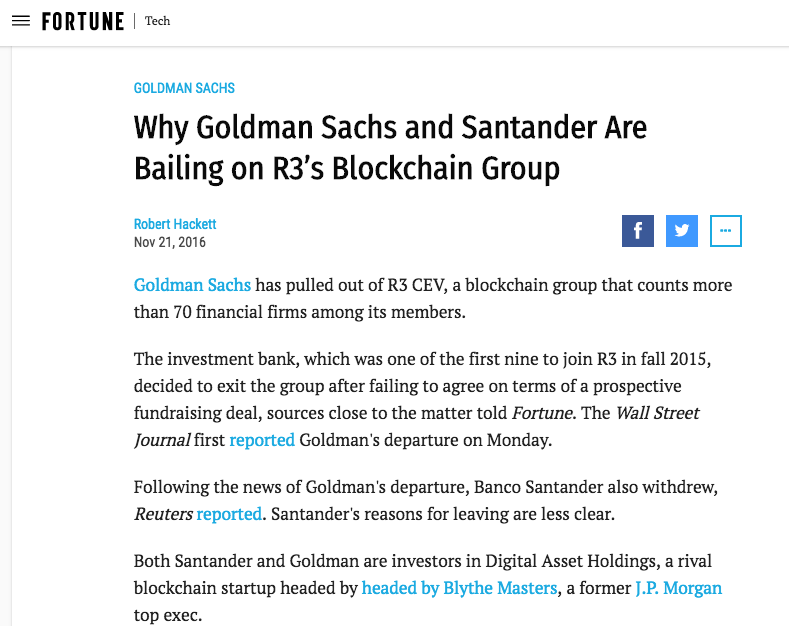 FORTUNE | Tech
GOLDMAN SACHS
Why Goldman Sachs and Santander Are
Bailing on R3’s Blockchain Group
Robert Hackett
Nov 21, 2016
Goldman Sachs has pulled out of R3 CEV, a blockchain group that counts more
than 70 financial firms among its members.
The investment bank, which was one of the first nine to join R3 in fall 2015,
decided to exit the group after failing to agree on terms of a prospective
fundraising deal, sources close to the matter told Fortune. The Wall Street
Journal first reported Goldman's departure on Monday.
Following the news of Goldman's departure, Banco Santander also withdrew,
Reuters reported. Santander's reasons for leaving are less clear.
Both Santander and Goldman are investors in Digital Asset Holdings, a rival
blockchain startup headed by headed by Blythe Masters, a former J.P. Morgan
top exec.